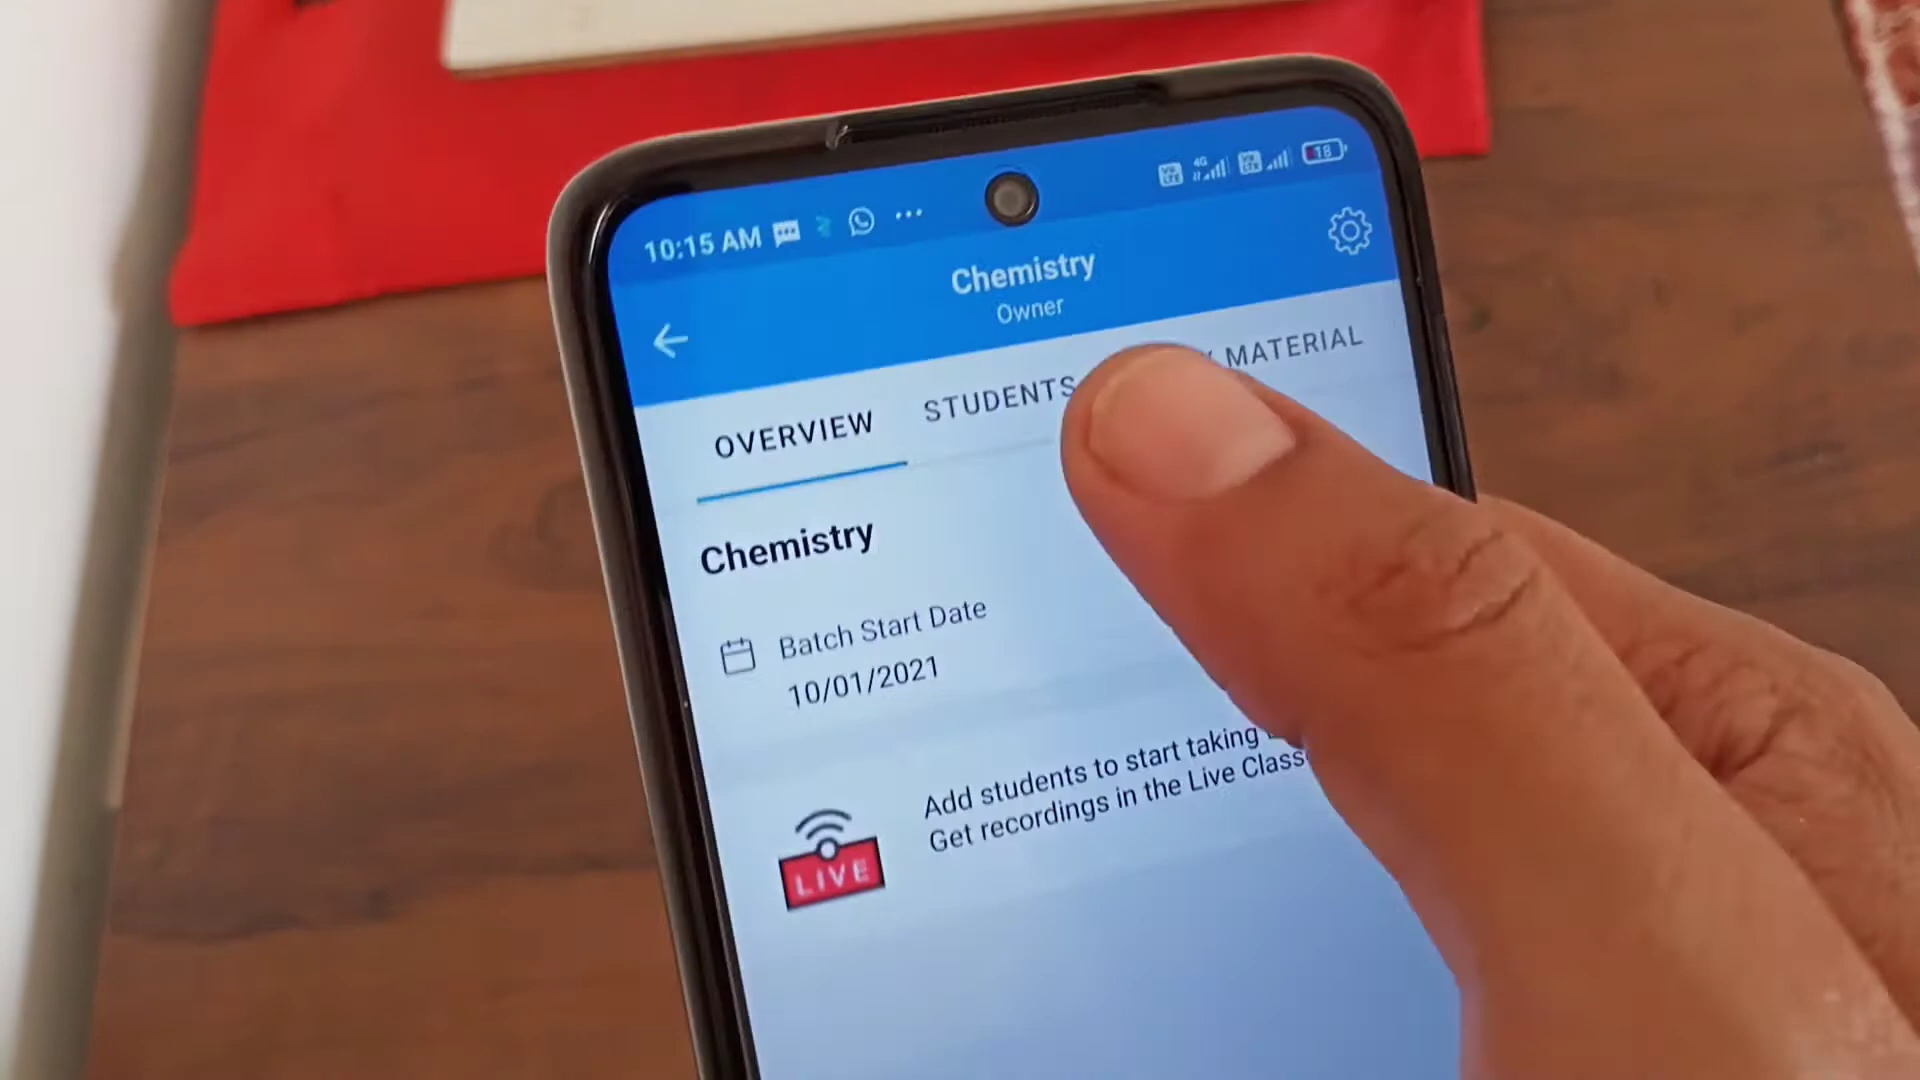 10:15 AM
18
Chemistry
Owner
OVERVIEW
STUDENTS
MATERIAL
Chemistry
Batch Start Date
10/01/2021
Add students to start taking
Get recordings in the Live Class
LIVE